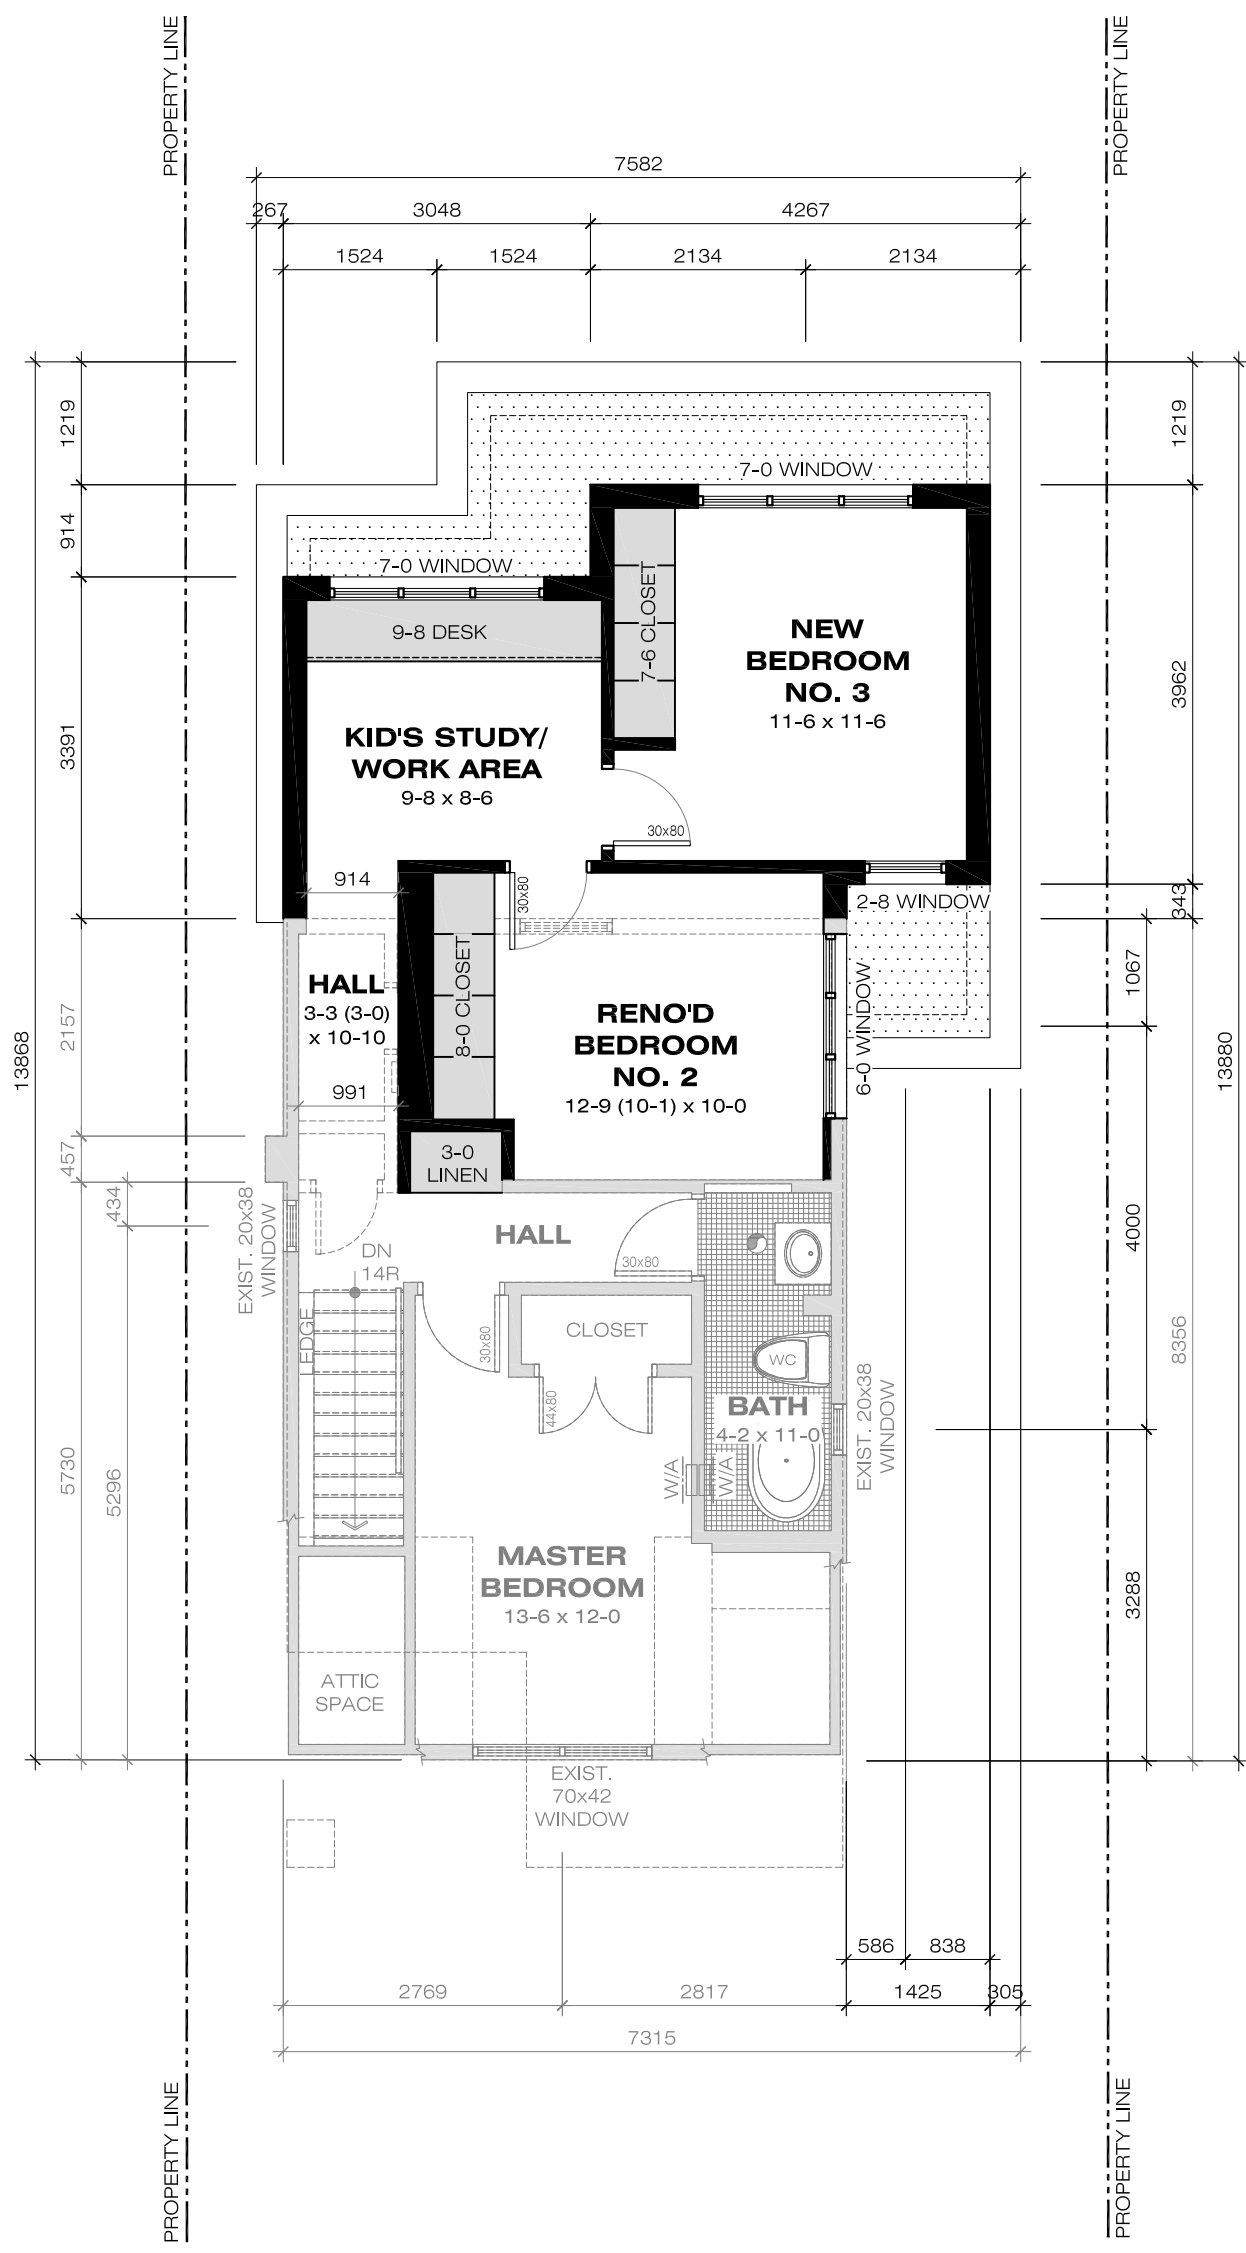 PROPERTY LINE
PROPERTY LINE
7582
267
3048
4267
1524
1524
2134
2134
1219
914
3391
13868
2157
457
434
5730
5296
1219
3962
343
1067
13880
4000
8356
3288
7-0 WINDOW
7-0 WINDOW
9-8 DESK
7-6 CLOSET
NEW
BEDROOM
NO. 3
11-6 x 11-6
KID'S STUDY/
WORK AREA
9-8 x 8-6
30x80
914
30x80
2-8 WINDOW
8-0 CLOSET
HALL
3-3 (3-0)
x 10-10
RENO'D
BEDROOM
NO. 2
12-9 (10-1) x 10-0
6-0 WINDOW
991
3-0
LINEN
EXIST. 20x38
WINDOW
DN
14R
HALL
30x80
LEDGE
30x80
CLOSET
44x80
WC
BATH
4-2 x 11-0
EXIST. 20x38
WINDOW
W/A
W/A
MASTER
BEDROOM
13-6 x 12-0
ATTIC
SPACE
EXIST.
70x42
WINDOW
586
838
2769
2817
1425
305
7315
PROPERTY LINE
PROPERTY LINE